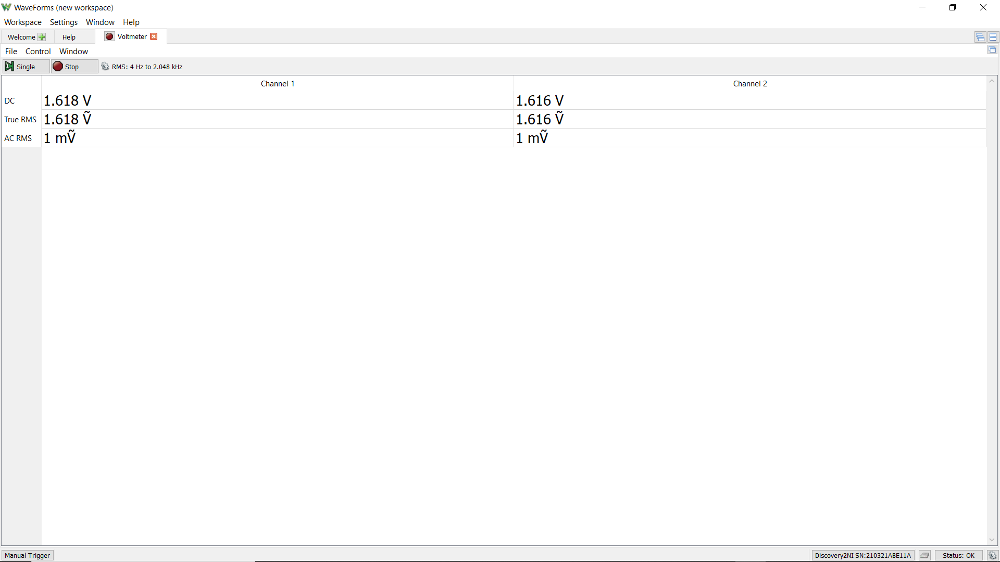 WaveForms (new workspace)
Workspace Settings Window Help
Welcome Help Voltmeter
File Control Window
Single Stop RMS: 4 Hz to 2.048 kHz
Channel 1 Channel 2
DC 1.618 V 1.616 V
True RMS 1.618 Ṽ 1.616 Ṽ
AC RMS 1 mṼ 1 mṼ
Manual Trigger Discovery2NI SN:210321ABE11A Status: OK